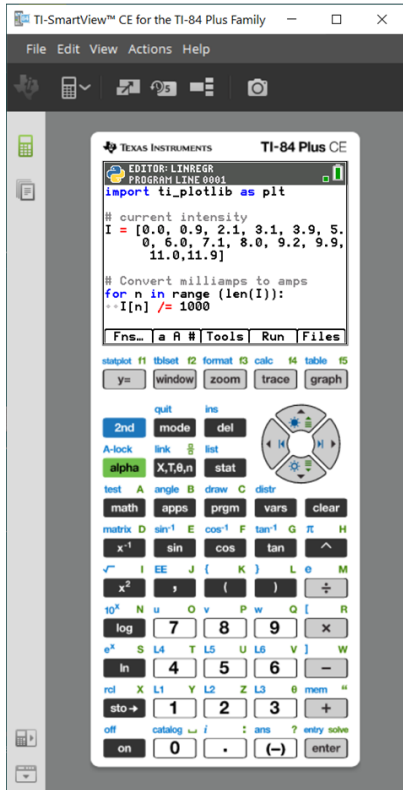 TI-SmartView™ CE for the TI-84 Plus Family
File Edit View Actions Help
TEXAS INSTRUMENTS TI-84 Plus CE
EDITOR: LINREGR
PROGRAM LINE 0001
import ti_plotlib as plt
# current intensity
I = [0.0, 0.9, 2.1, 3.1, 3.9, 5.
0, 6.0, 7.1, 8.0, 9.2, 9.9,
11.0,11.9]
# Convert milliamps to amps
for n in range (len(I)):
··I[n] /= 1000
Fns… a A # Tools Run Files
statplot f1 tblset f2 format f3 calc f4 table f5
y= window zoom trace graph
quit ins
2nd mode del
A-lock link list
alpha X,T,θ,n stat
test A angle B draw C distr
math apps prgm vars clear
matrix D sin⁻¹ E cos⁻¹ F tan⁻¹ G π H
x⁻¹ sin cos tan ^
√ I EE J { K } L e M
x² , ( ) ÷
10ˣ N u O v P w Q [ R
log 7 8 9 ×
eˣ S L4 T L5 U L6 V ] W
ln 4 5 6 −
rcl X L1 Y L2 Z L3 θ mem "
sto→ 1 2 3 +
off catalog ⎵ i : ans ? entry solve
on 0 . (−) enter